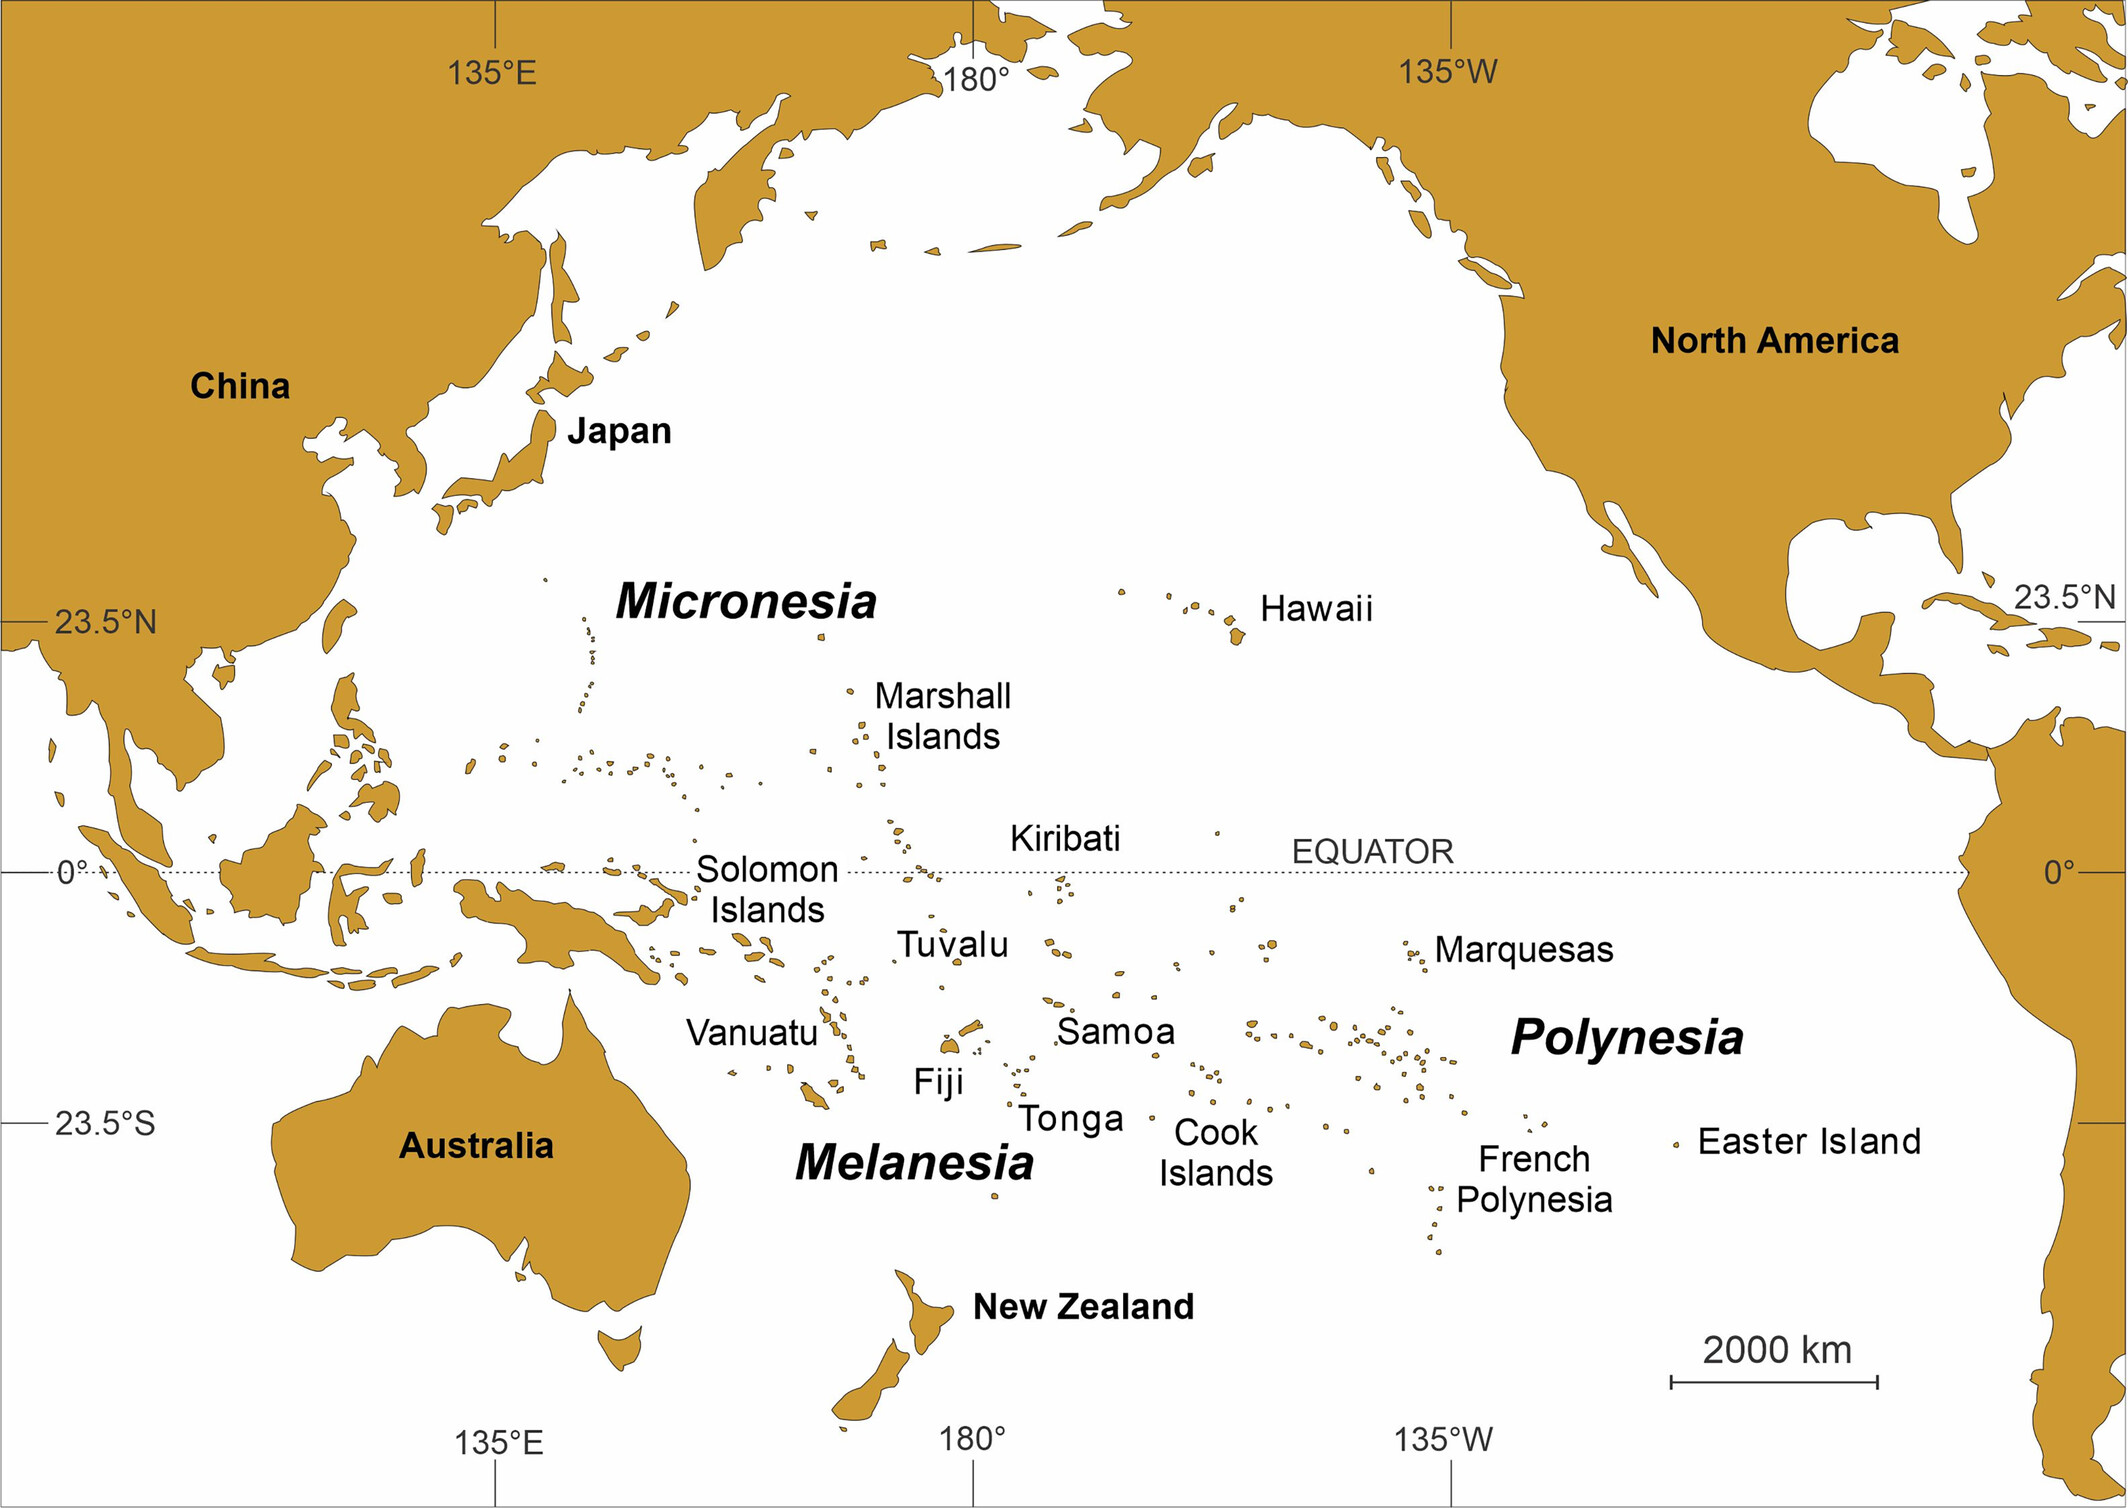 135°E
180°
135°W
North America
China
Japan
Micronesia
Hawaii
23.5°N
23.5°N
Marshall
Islands
Kiribati
EQUATOR
0°
Solomon
Islands
0°
Tuvalu
Marquesas
Vanuatu
Samoa
Polynesia
Fiji
Tonga
23.5°S
Australia
Cook
Islands
Melanesia
French
Polynesia
Easter Island
New Zealand
2000 km
135°E
180°
135°W